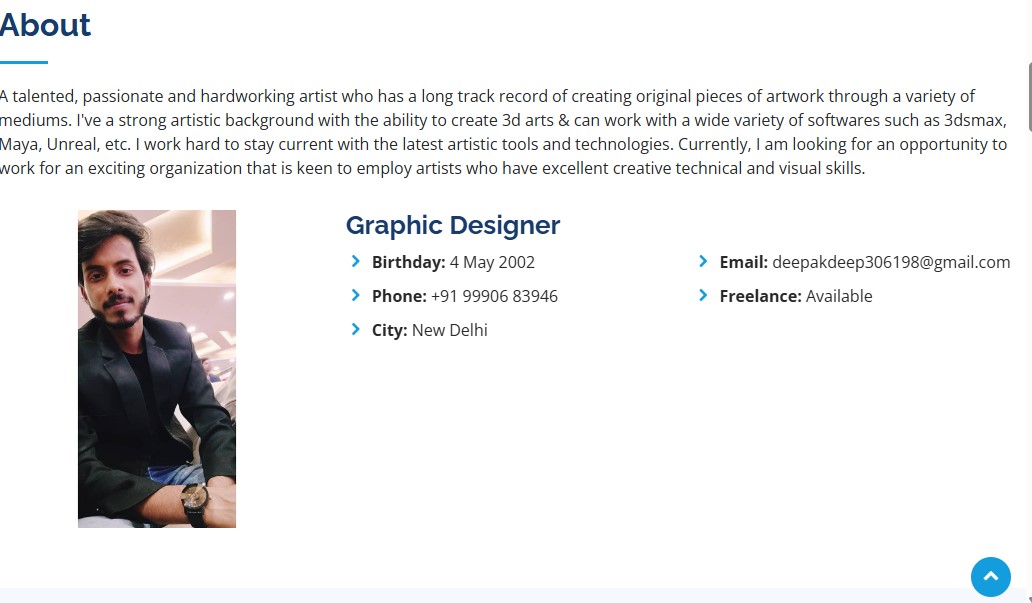 About
A talented, passionate and hardworking artist who has a long track record of creating original pieces of artwork through a variety of
mediums. I've a strong artistic background with the ability to create 3d arts & can work with a wide variety of softwares such as 3dsmax,
Maya, Unreal, etc. I work hard to stay current with the latest artistic tools and technologies. Currently, I am looking for an opportunity to
work for an exciting organization that is keen to employ artists who have excellent creative technical and visual skills.
Graphic Designer
Birthday: 4 May 2002
Phone: +91 99906 83946
City: New Delhi
Email: deepakdeep306198@gmail.com
Freelance: Available